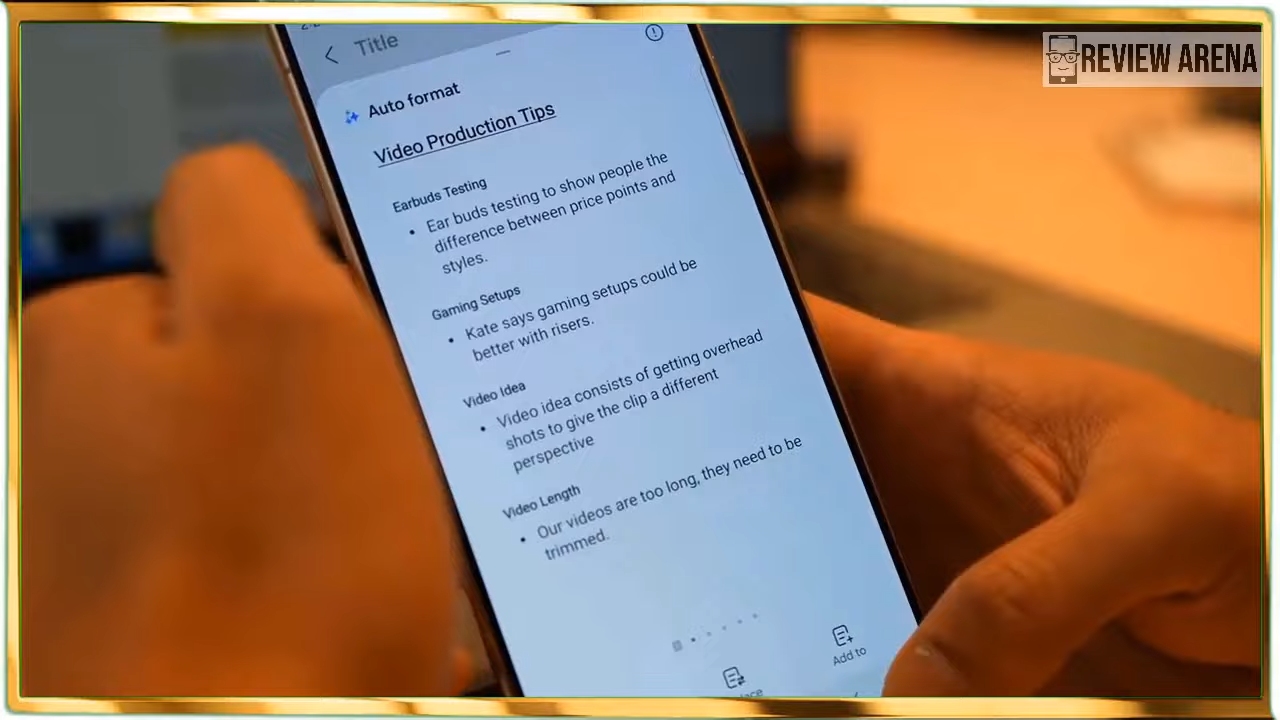 REVIEW ARENA
Title
Auto format
Video Production Tips
Earbuds Testing
• Ear buds testing to show people the
difference between price points and
styles.
Gaming Setups
• Kate says gaming setups could be
better with risers.
Video Idea
• Video idea consists of getting overhead
shots to give the clip a different
perspective
Video Length
• Our videos are too long, they need to be
trimmed.
Add to